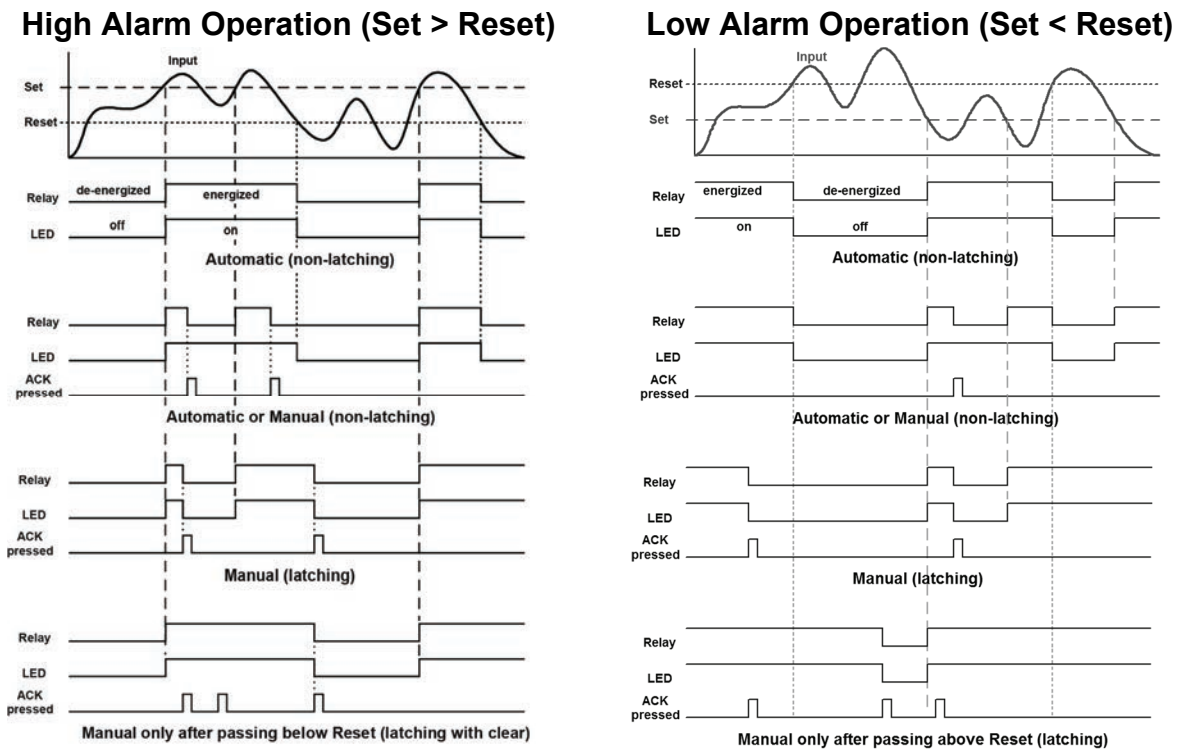 High Alarm Operation (Set > Reset)
Input
Set
Reset
Relay
de-energized
energized
LED
off
on
Automatic (non-latching)
Relay
LED
ACK
pressed
Automatic or Manual (non-latching)
Relay
LED
ACK
pressed
Manual (latching)
Relay
LED
ACK
pressed
Manual only after passing below Reset (latching with clear)
Low Alarm Operation (Set < Reset)
Input
Reset
Set
Relay
energized
de-energized
LED
on
off
Automatic (non-latching)
Relay
LED
ACK
pressed
Automatic or Manual (non-latching)
Relay
LED
ACK
pressed
Manual (latching)
Relay
LED
ACK
pressed
Manual only after passing above Reset (latching)